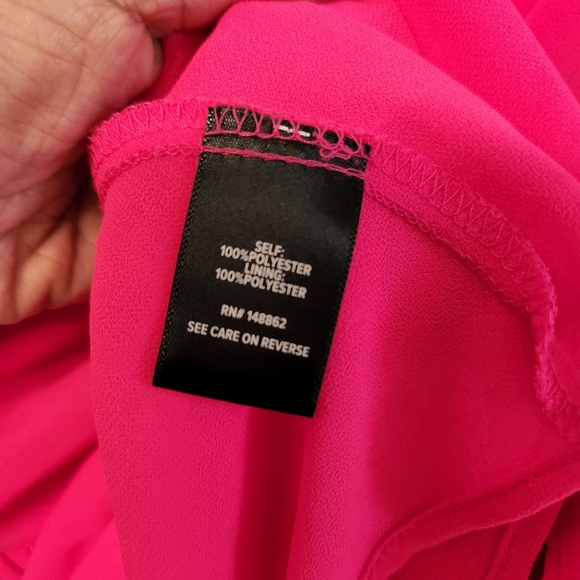 SELF:
100%POLYESTER
LINING:
100%POLYESTER
RN# 148862
SEE CARE ON REVERSE